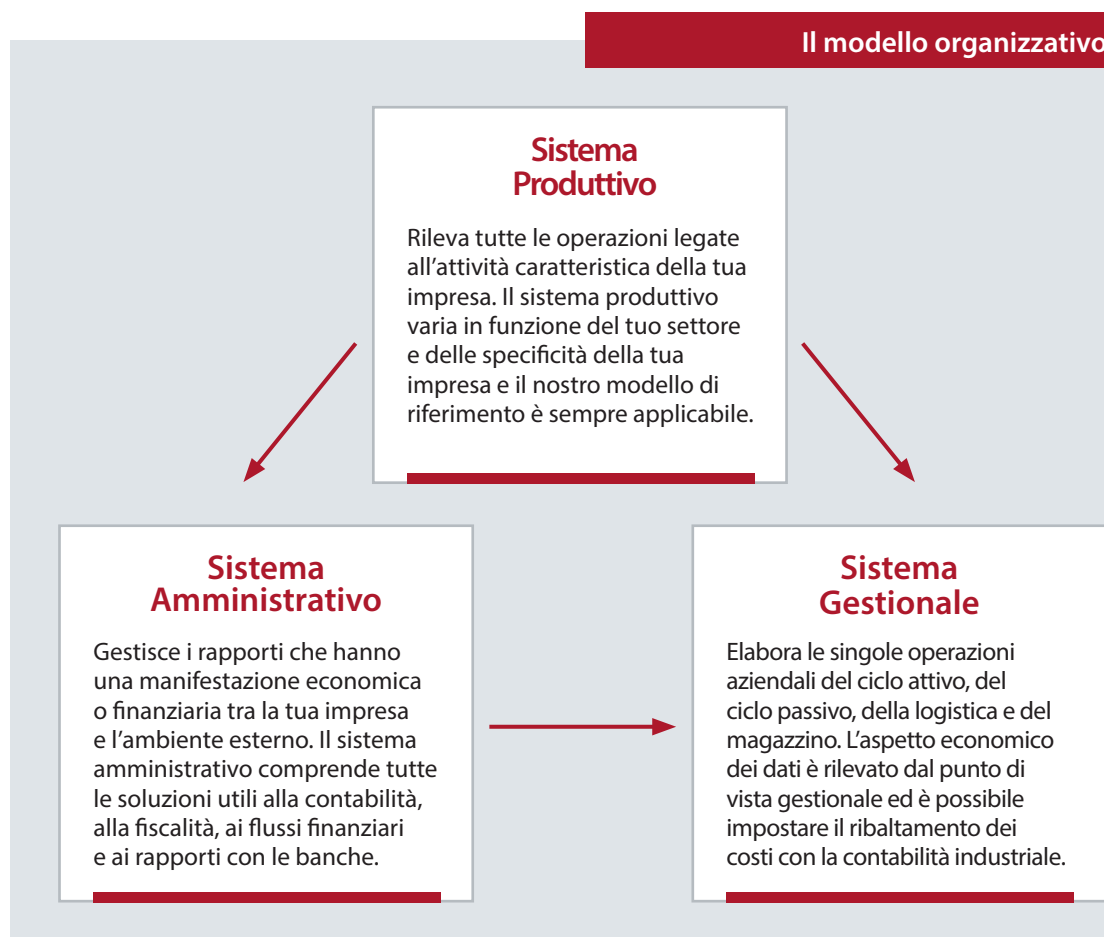 Il modello organizzativo
Sistema
Produttivo
Rileva tutte le operazioni legate
all’attività caratteristica della tua
impresa. Il sistema produttivo
varia in funzione del tuo settore
e delle specificità della tua
impresa e il nostro modello di
riferimento è sempre applicabile.
Sistema
Amministrativo
Gestisce i rapporti che hanno
una manifestazione economica
o finanziaria tra la tua impresa
e l’ambiente esterno. Il sistema
amministrativo comprende tutte
le soluzioni utili alla contabilità,
alla fiscalità, ai flussi finanziari
e ai rapporti con le banche.
Sistema
Gestionale
Elabora le singole operazioni
aziendali del ciclo attivo, del
ciclo passivo, della logistica e del
magazzino. L’aspetto economico
dei dati è rilevato dal punto di
vista gestionale ed è possibile
impostare il ribaltamento dei
costi con la contabilità industriale.